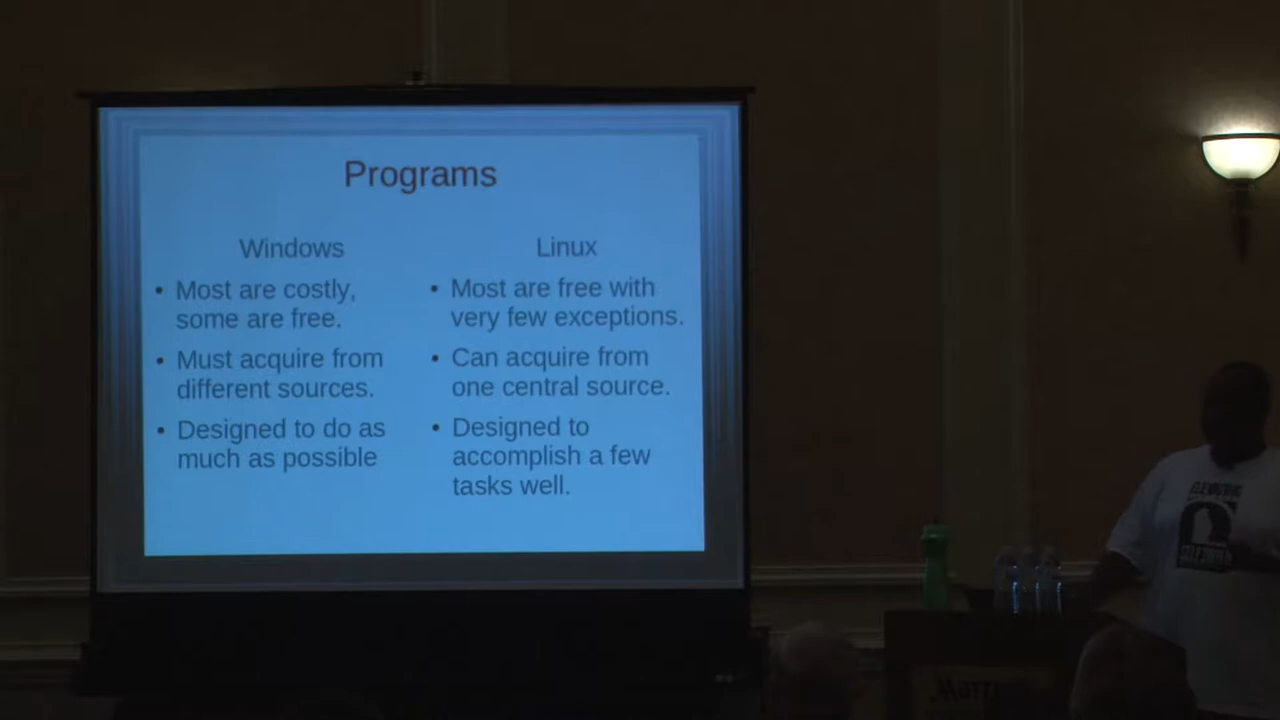 Programs
Windows
• Most are costly,
some are free.
• Must acquire from
different sources.
• Designed to do as
much as possible
Linux
• Most are free with
very few exceptions.
• Can acquire from
one central source.
• Designed to
accomplish a few
tasks well.